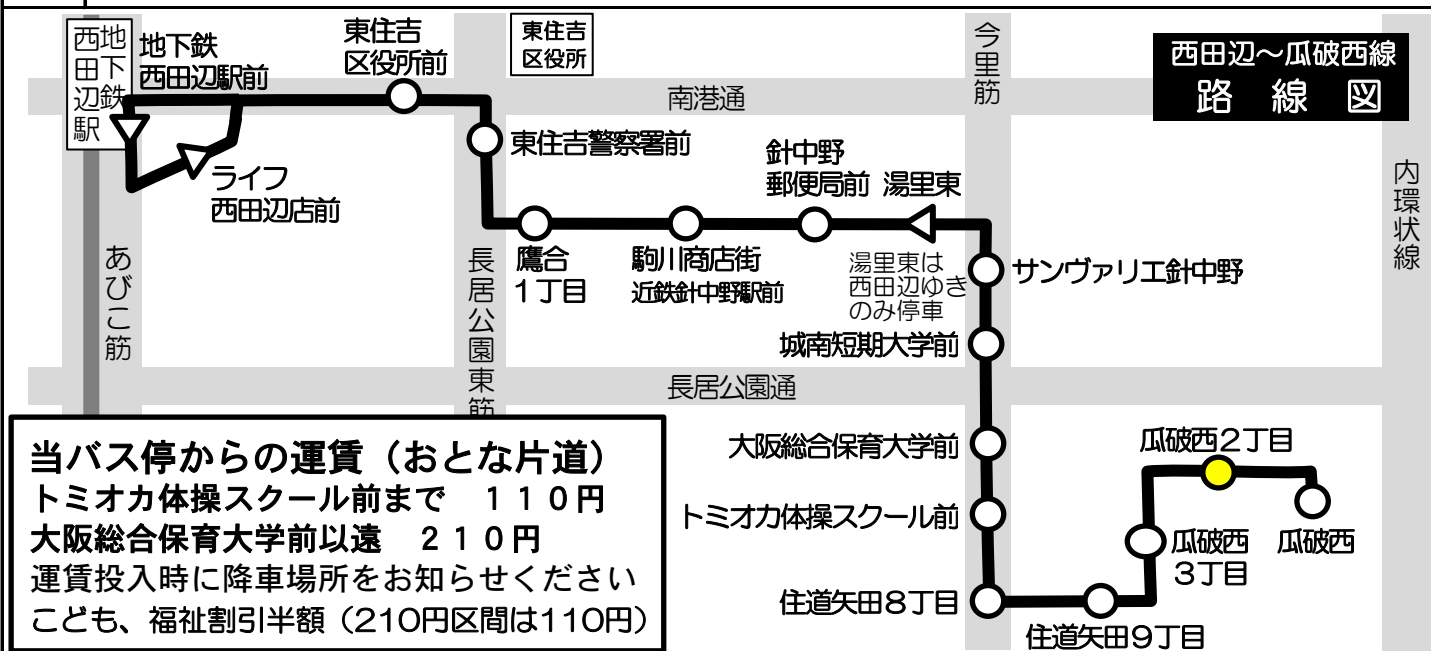 西田辺～瓜破西線
路線図
地下鉄
西田辺駅
地下鉄
西田辺駅前
東住吉
区役所前
東住吉
区役所
南港通
今里筋
内環状線
東住吉警察署前
ライフ
西田辺店前
針中野
郵便局前
湯里東
あびこ筋
長居公園東筋
鷹合
1丁目
駒川商店街
近鉄針中野駅前
湯里東は
西田辺ゆき
のみ停車
サンヴァリエ針中野
城南短期大学前
長居公園通
大阪総合保育大学前
トミオカ体操スクール前
住道矢田8丁目
住道矢田9丁目
瓜破西2丁目
瓜破西
3丁目
瓜破西
当バス停からの運賃（おとな片道）
トミオカ体操スクール前まで　１１０円
大阪総合保育大学前以遠　２１０円
運賃投入時に降車場所をお知らせください
こども、福祉割引半額（210円区間は110円）